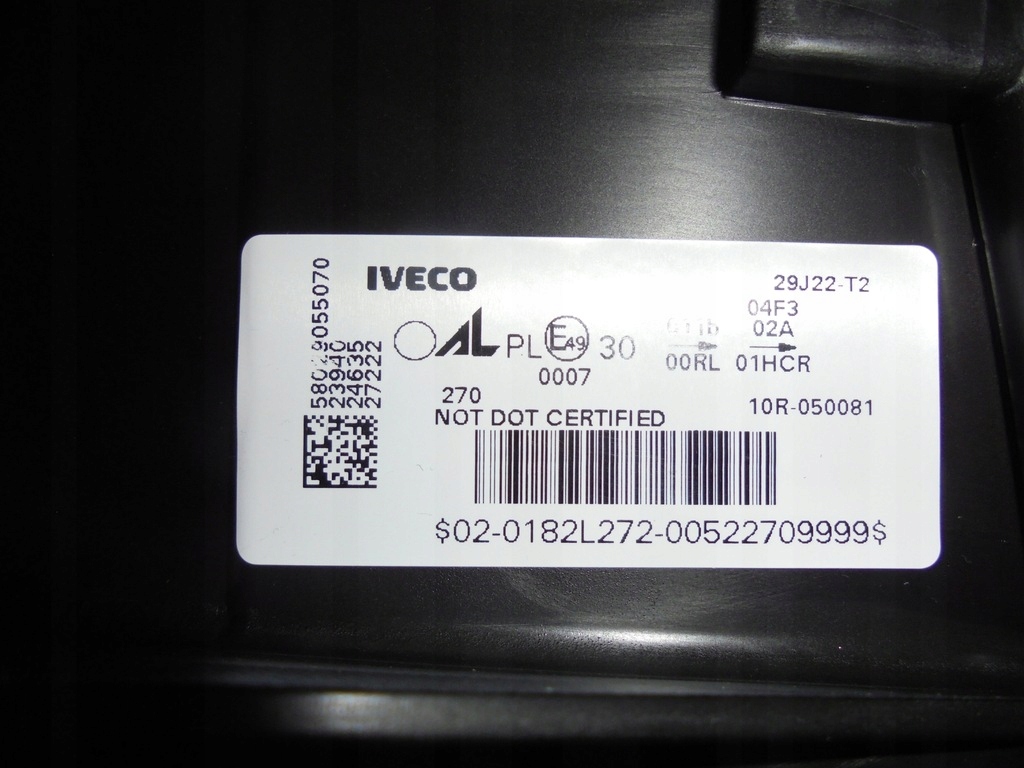 IVECO
29J22-T2
04F3
02A
AL PL E49 30
00RL
01HCR
0007
270
NOT DOT CERTIFIED
10R-050081
$02-0182L272-00522709999$
23940
24635
27222